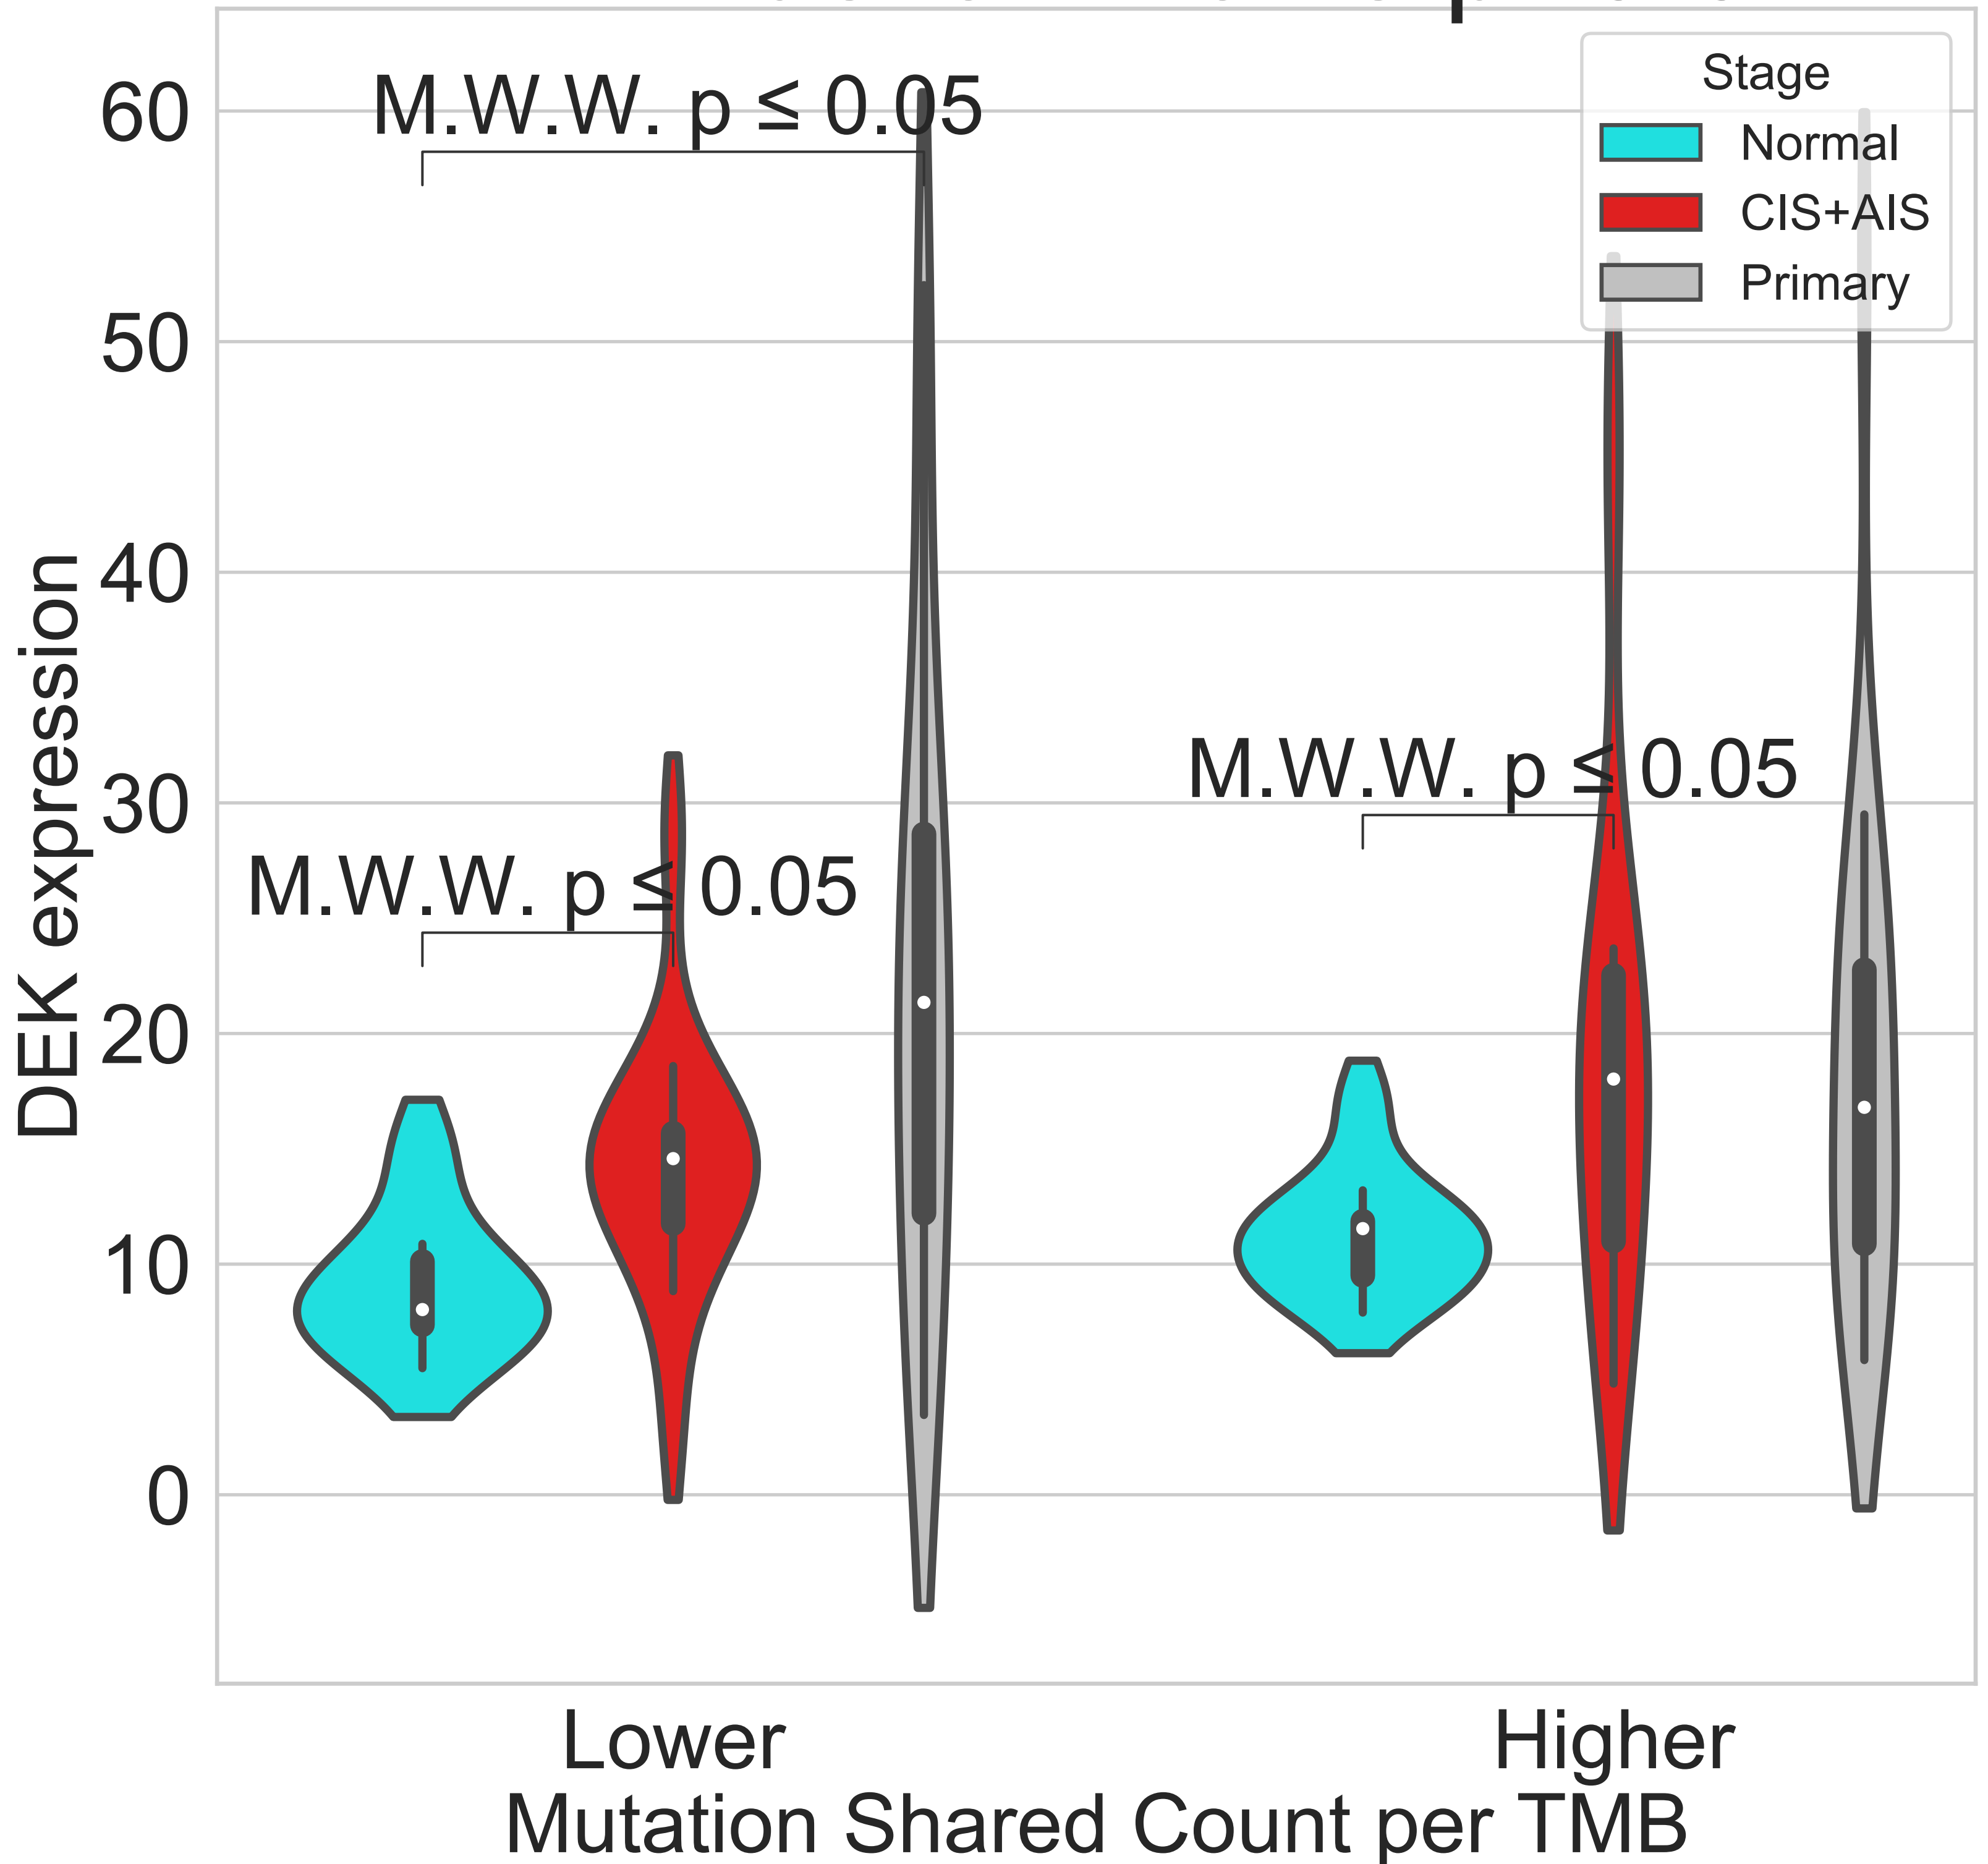 M.W.W. p ≤ 0.05
Stage
Normal
CIS+AIS
Primary
60
50
40
30
20
10
0
DEK expression
M.W.W. p ≤ 0.05
M.W.W. p ≤ 0.05
Lower
Higher
Mutation Shared Count per TMB